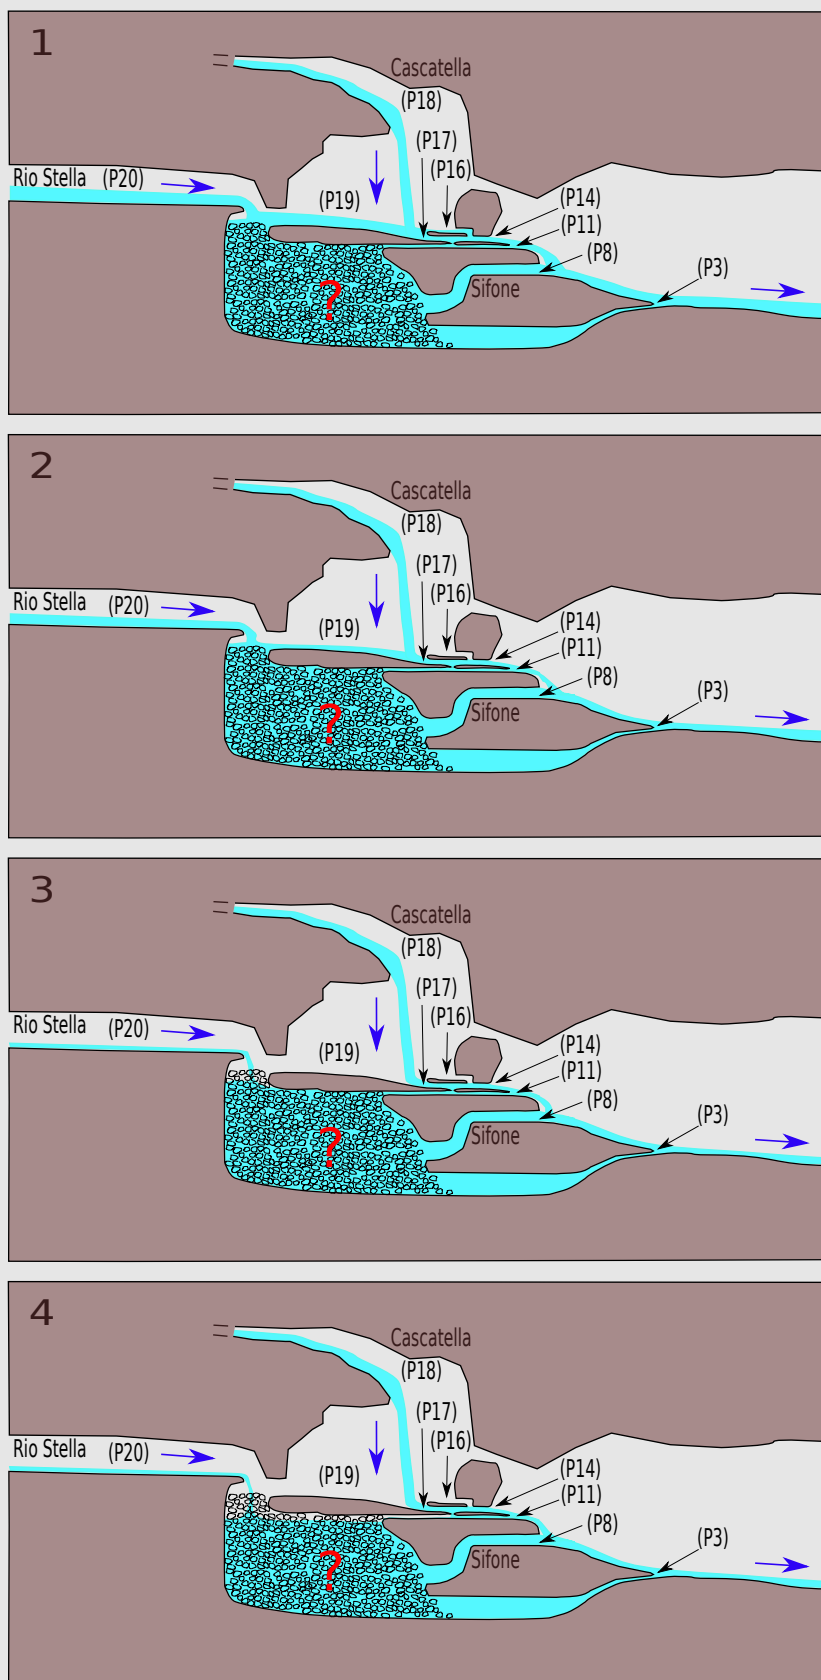 1
Cascatella
(P18)
(P17)
(P16)
Rio Stella (P20)
(P19)
(P14)
(P11)
(P8)
(P3)
Sifone
?
2
Cascatella
(P18)
(P17)
(P16)
Rio Stella (P20)
(P19)
(P14)
(P11)
(P8)
(P3)
Sifone
?
3
Cascatella
(P18)
(P17)
(P16)
Rio Stella (P20)
(P19)
(P14)
(P11)
(P8)
(P3)
Sifone
?
4
Cascatella
(P18)
(P17)
(P16)
Rio Stella (P20)
(P19)
(P14)
(P11)
(P8)
(P3)
Sifone
?